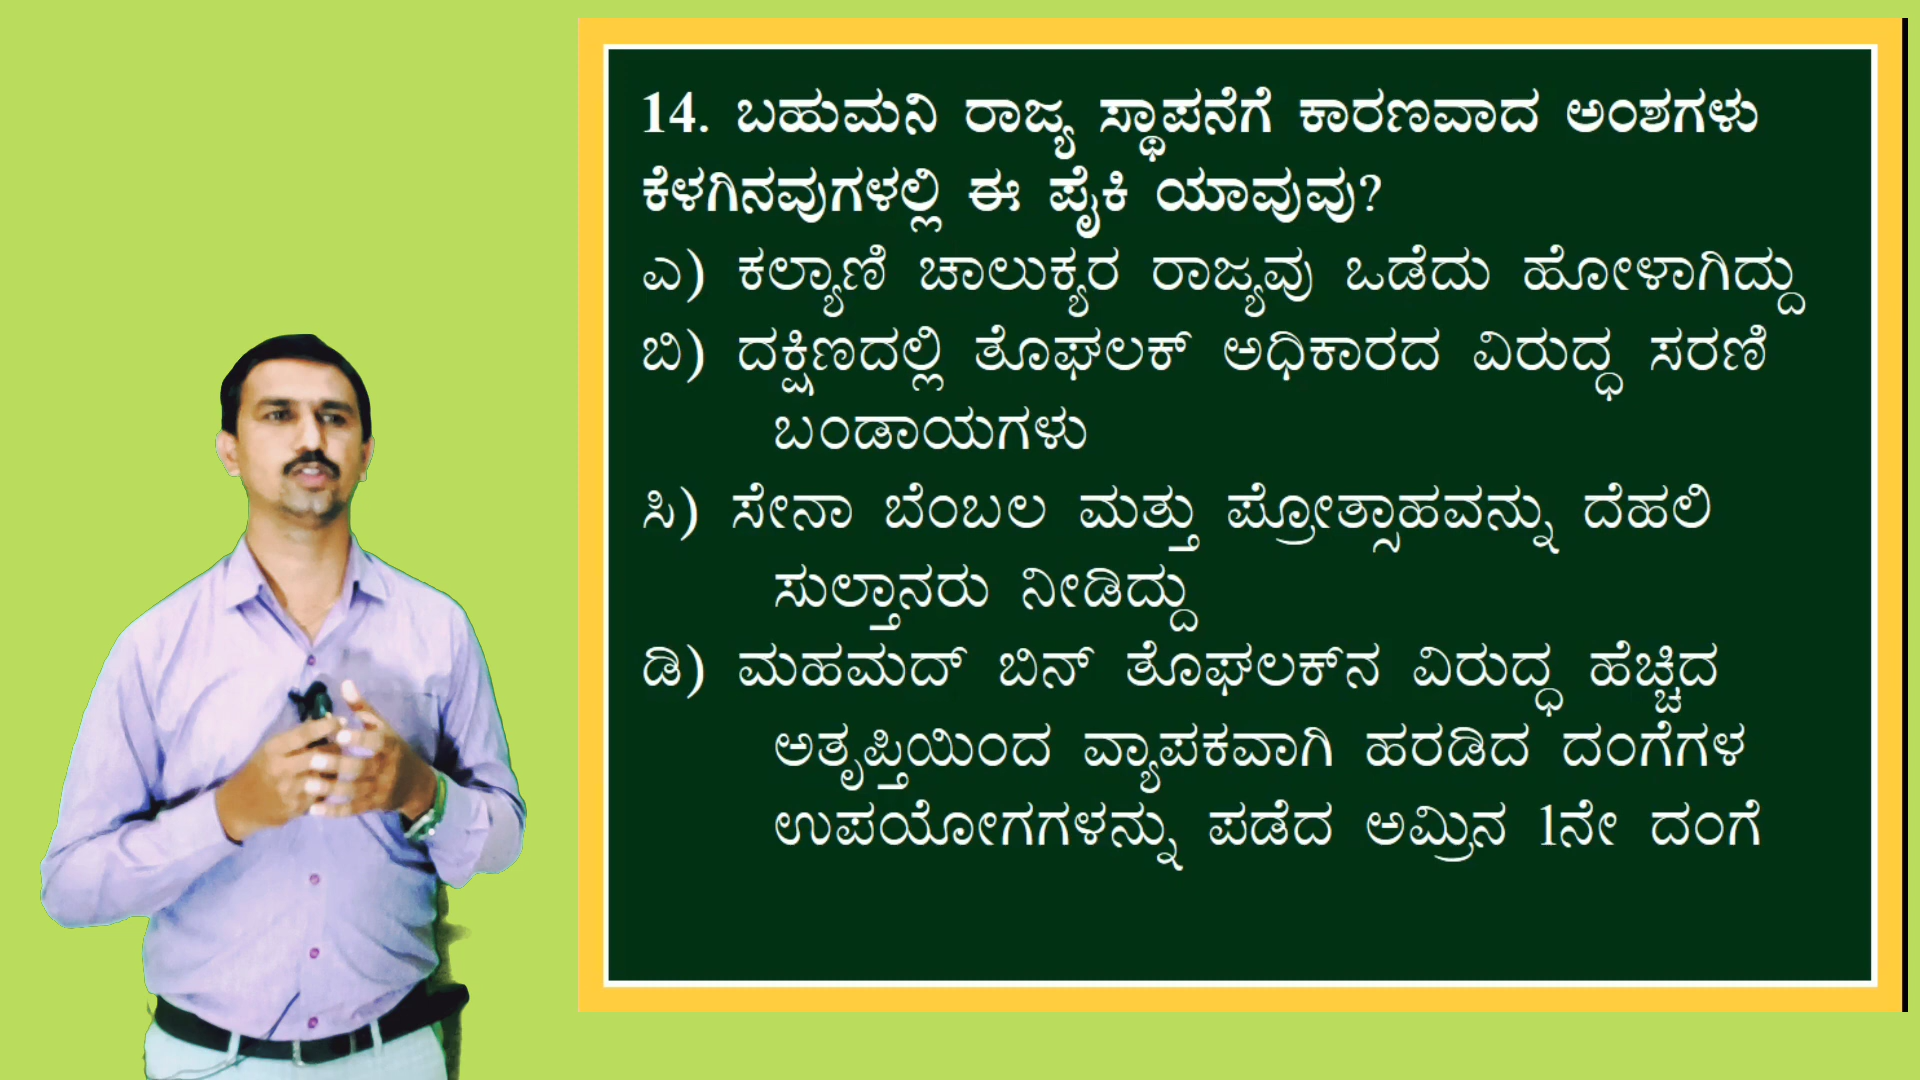 14. ಬಹುಮನಿ ರಾಜ್ಯ ಸ್ಥಾಪನೆಗೆ ಕಾರಣವಾದ ಅಂಶಗಳು
ಕೆಳಗಿನವುಗಳಲ್ಲಿ ಈ ಪೈಕಿ ಯಾವುವು?
ಎ) ಕಲ್ಯಾಣಿ ಚಾಲುಕ್ಯರ ರಾಜ್ಯವು ಒಡೆದು ಹೋಳಾಗಿದ್ದು
ಬಿ) ದಕ್ಷಿಣದಲ್ಲಿ ತೊಘಲಕ್ ಅಧಿಕಾರದ ವಿರುದ್ಧ ಸರಣಿ
ಬಂಡಾಯಗಳು
ಸಿ) ಸೇನಾ ಬೆಂಬಲ ಮತ್ತು ಪ್ರೋತ್ಸಾಹವನ್ನು ದೆಹಲಿ
ಸುಲ್ತಾನರು ನೀಡಿದ್ದು
ಡಿ) ಮಹಮದ್ ಬಿನ್ ತೊಘಲಕ್‌ನ ವಿರುದ್ಧ ಹೆಚ್ಚಿದ
ಅತೃಪ್ತಿಯಿಂದ ವ್ಯಾಪಕವಾಗಿ ಹರಡಿದ ದಂಗೆಗಳ
ಉಪಯೋಗಗಳನ್ನು ಪಡೆದ ಅಮ್ರಿನ 1ನೇ ದಂಗೆ